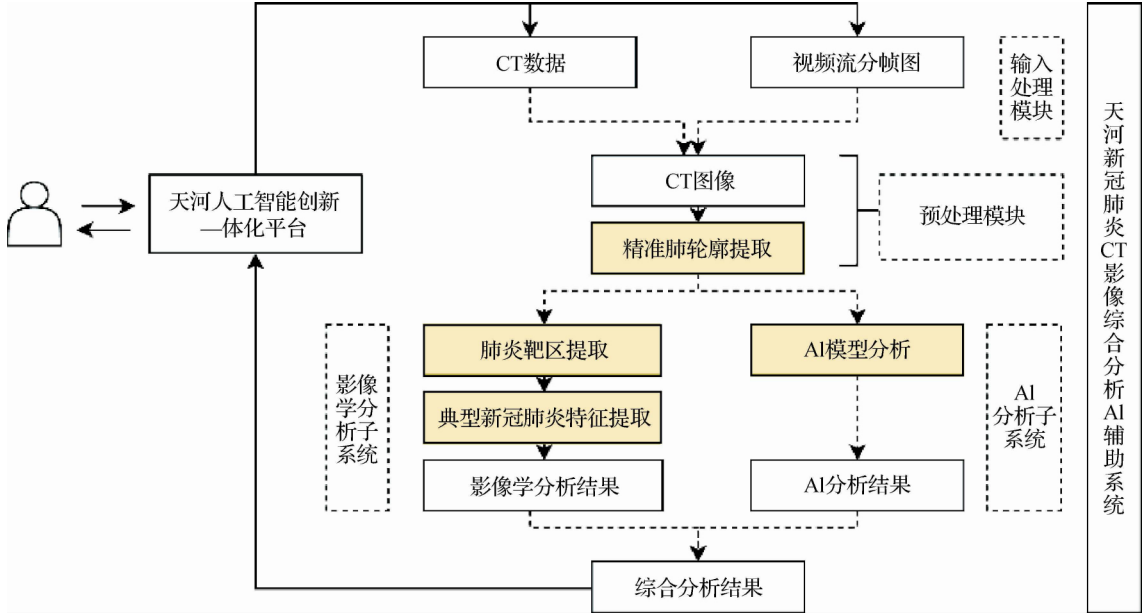 CT数据
视频流分帧图
输入
处理
模块
CT图像
天河人工智能创新
一体化平台
预处理模块
精准肺轮廓提取
肺炎靶区提取
AI模型分析
典型新冠肺炎特征提取
影像
学分
析子
系统
AI
分析子
系统
影像学分析结果
AI分析结果
综合分析结果
天河新冠肺炎CT影像综合分析AI辅助系统